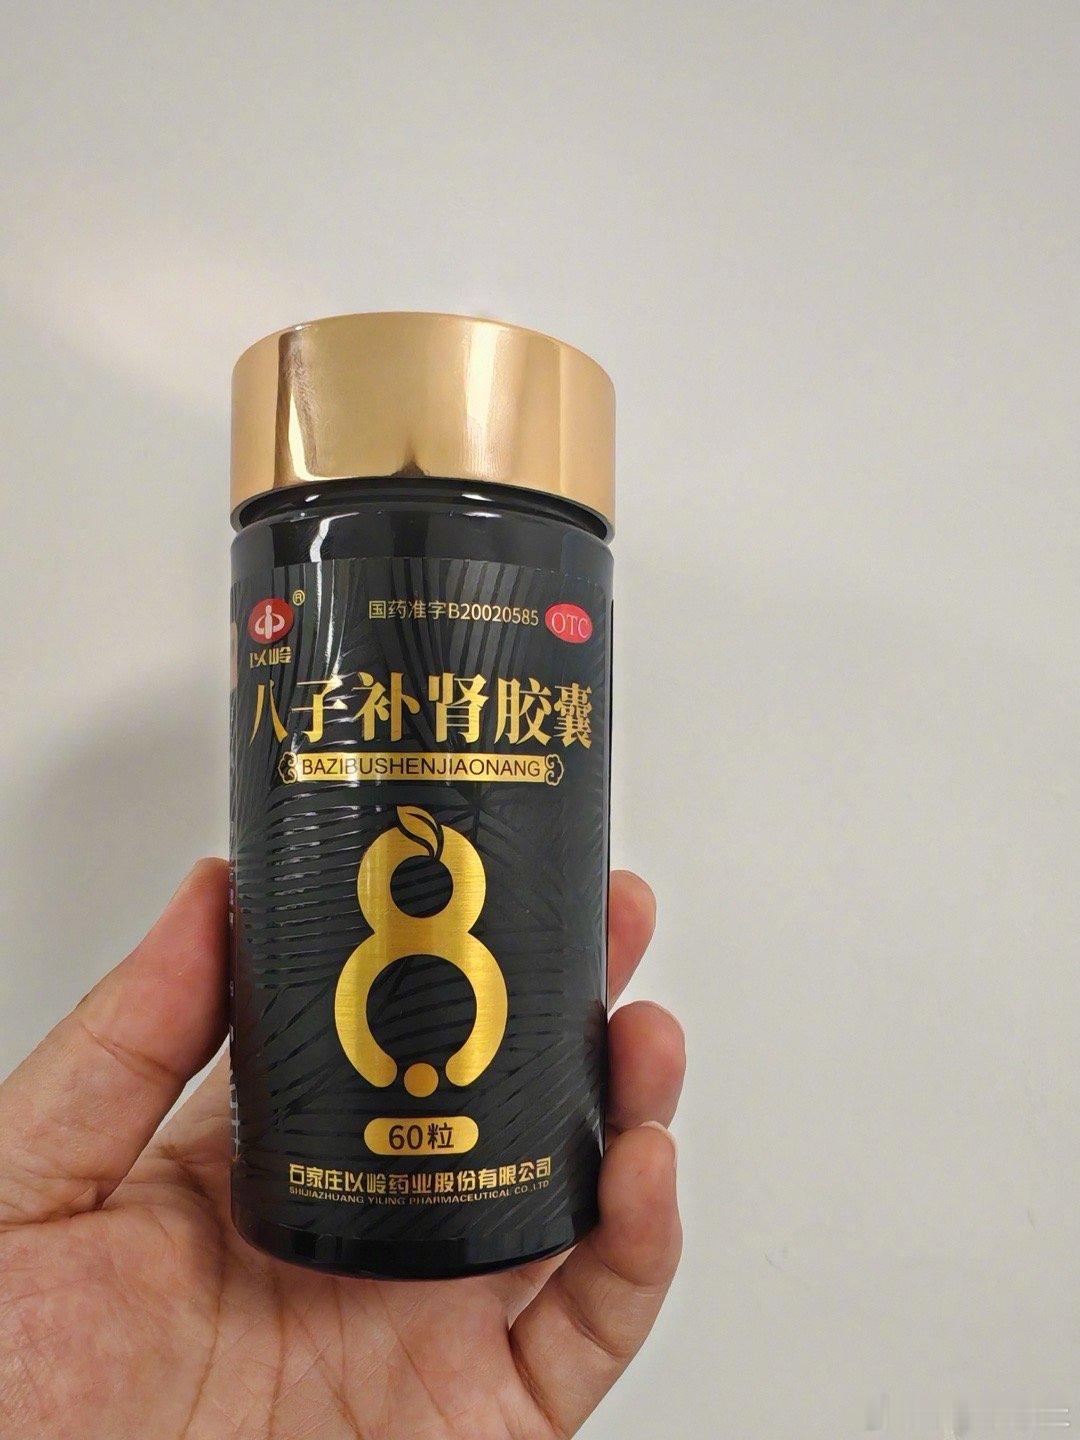 国药准字B20020585 OTC
®
以岭
八子补肾胶囊
BAZIBUSHENJIAONANG
8
60粒
石家庄以岭药业股份有限公司
SHIJIAZHUANG YILING PHARMACEUTICAL CO.,LTD